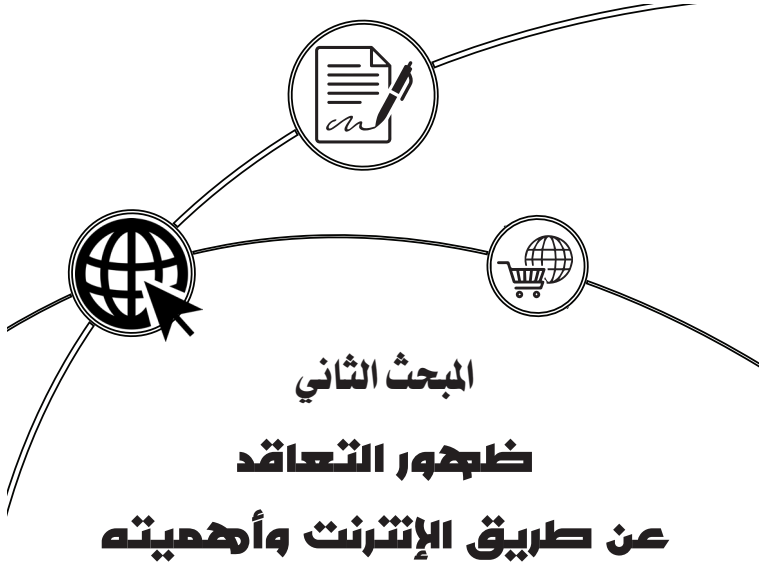 المبحث الثاني
ظهور التعاقد
عن طريق الإنترنت وأهميته